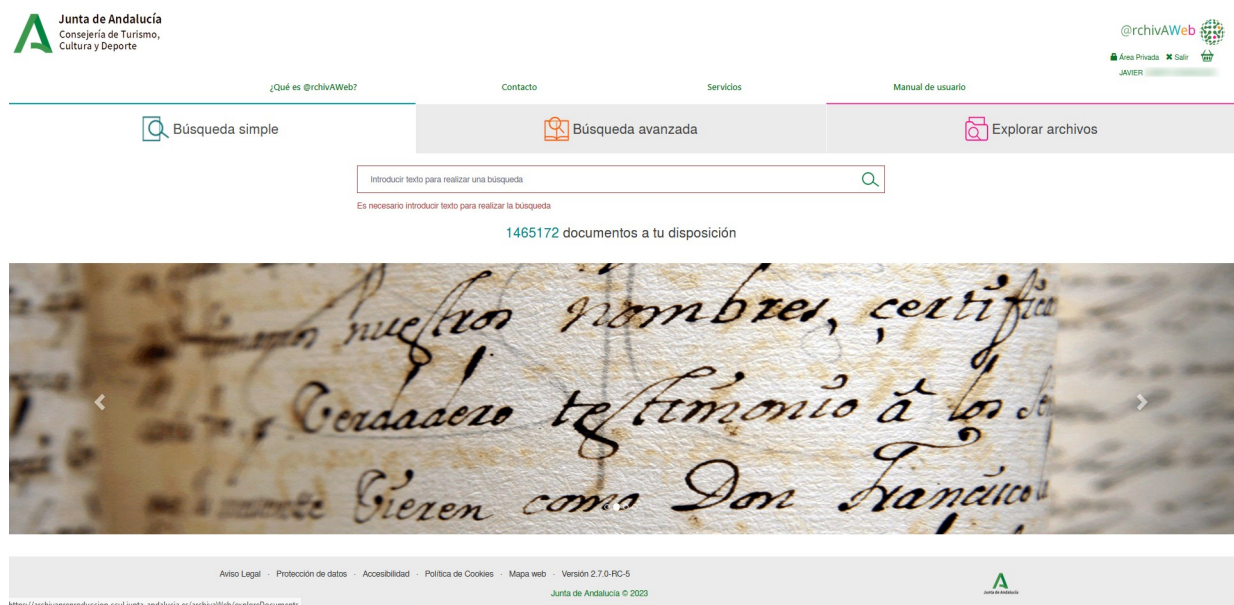 Junta de Andalucía
Consejería de Turismo,
Cultura y Deporte
@rchivAWeb
Área Privada Salir
JAVIER
¿Qué es @rchivAWeb?
Contacto
Servicios
Manual de usuario
Búsqueda simple
Búsqueda avanzada
Explorar archivos
Introducir texto para realizar una búsqueda
Es necesario introducir texto para realizar la búsqueda
1465172 documentos a tu disposición
nuestros nombres, certifica
Verdadero testimonio à los
como Don Francisco
Aviso Legal - Protección de datos - Accesibilidad - Política de Cookies - Mapa web - Versión 2.7.0-RC-5
Junta de Andalucia © 2023
Junta de Andalucía